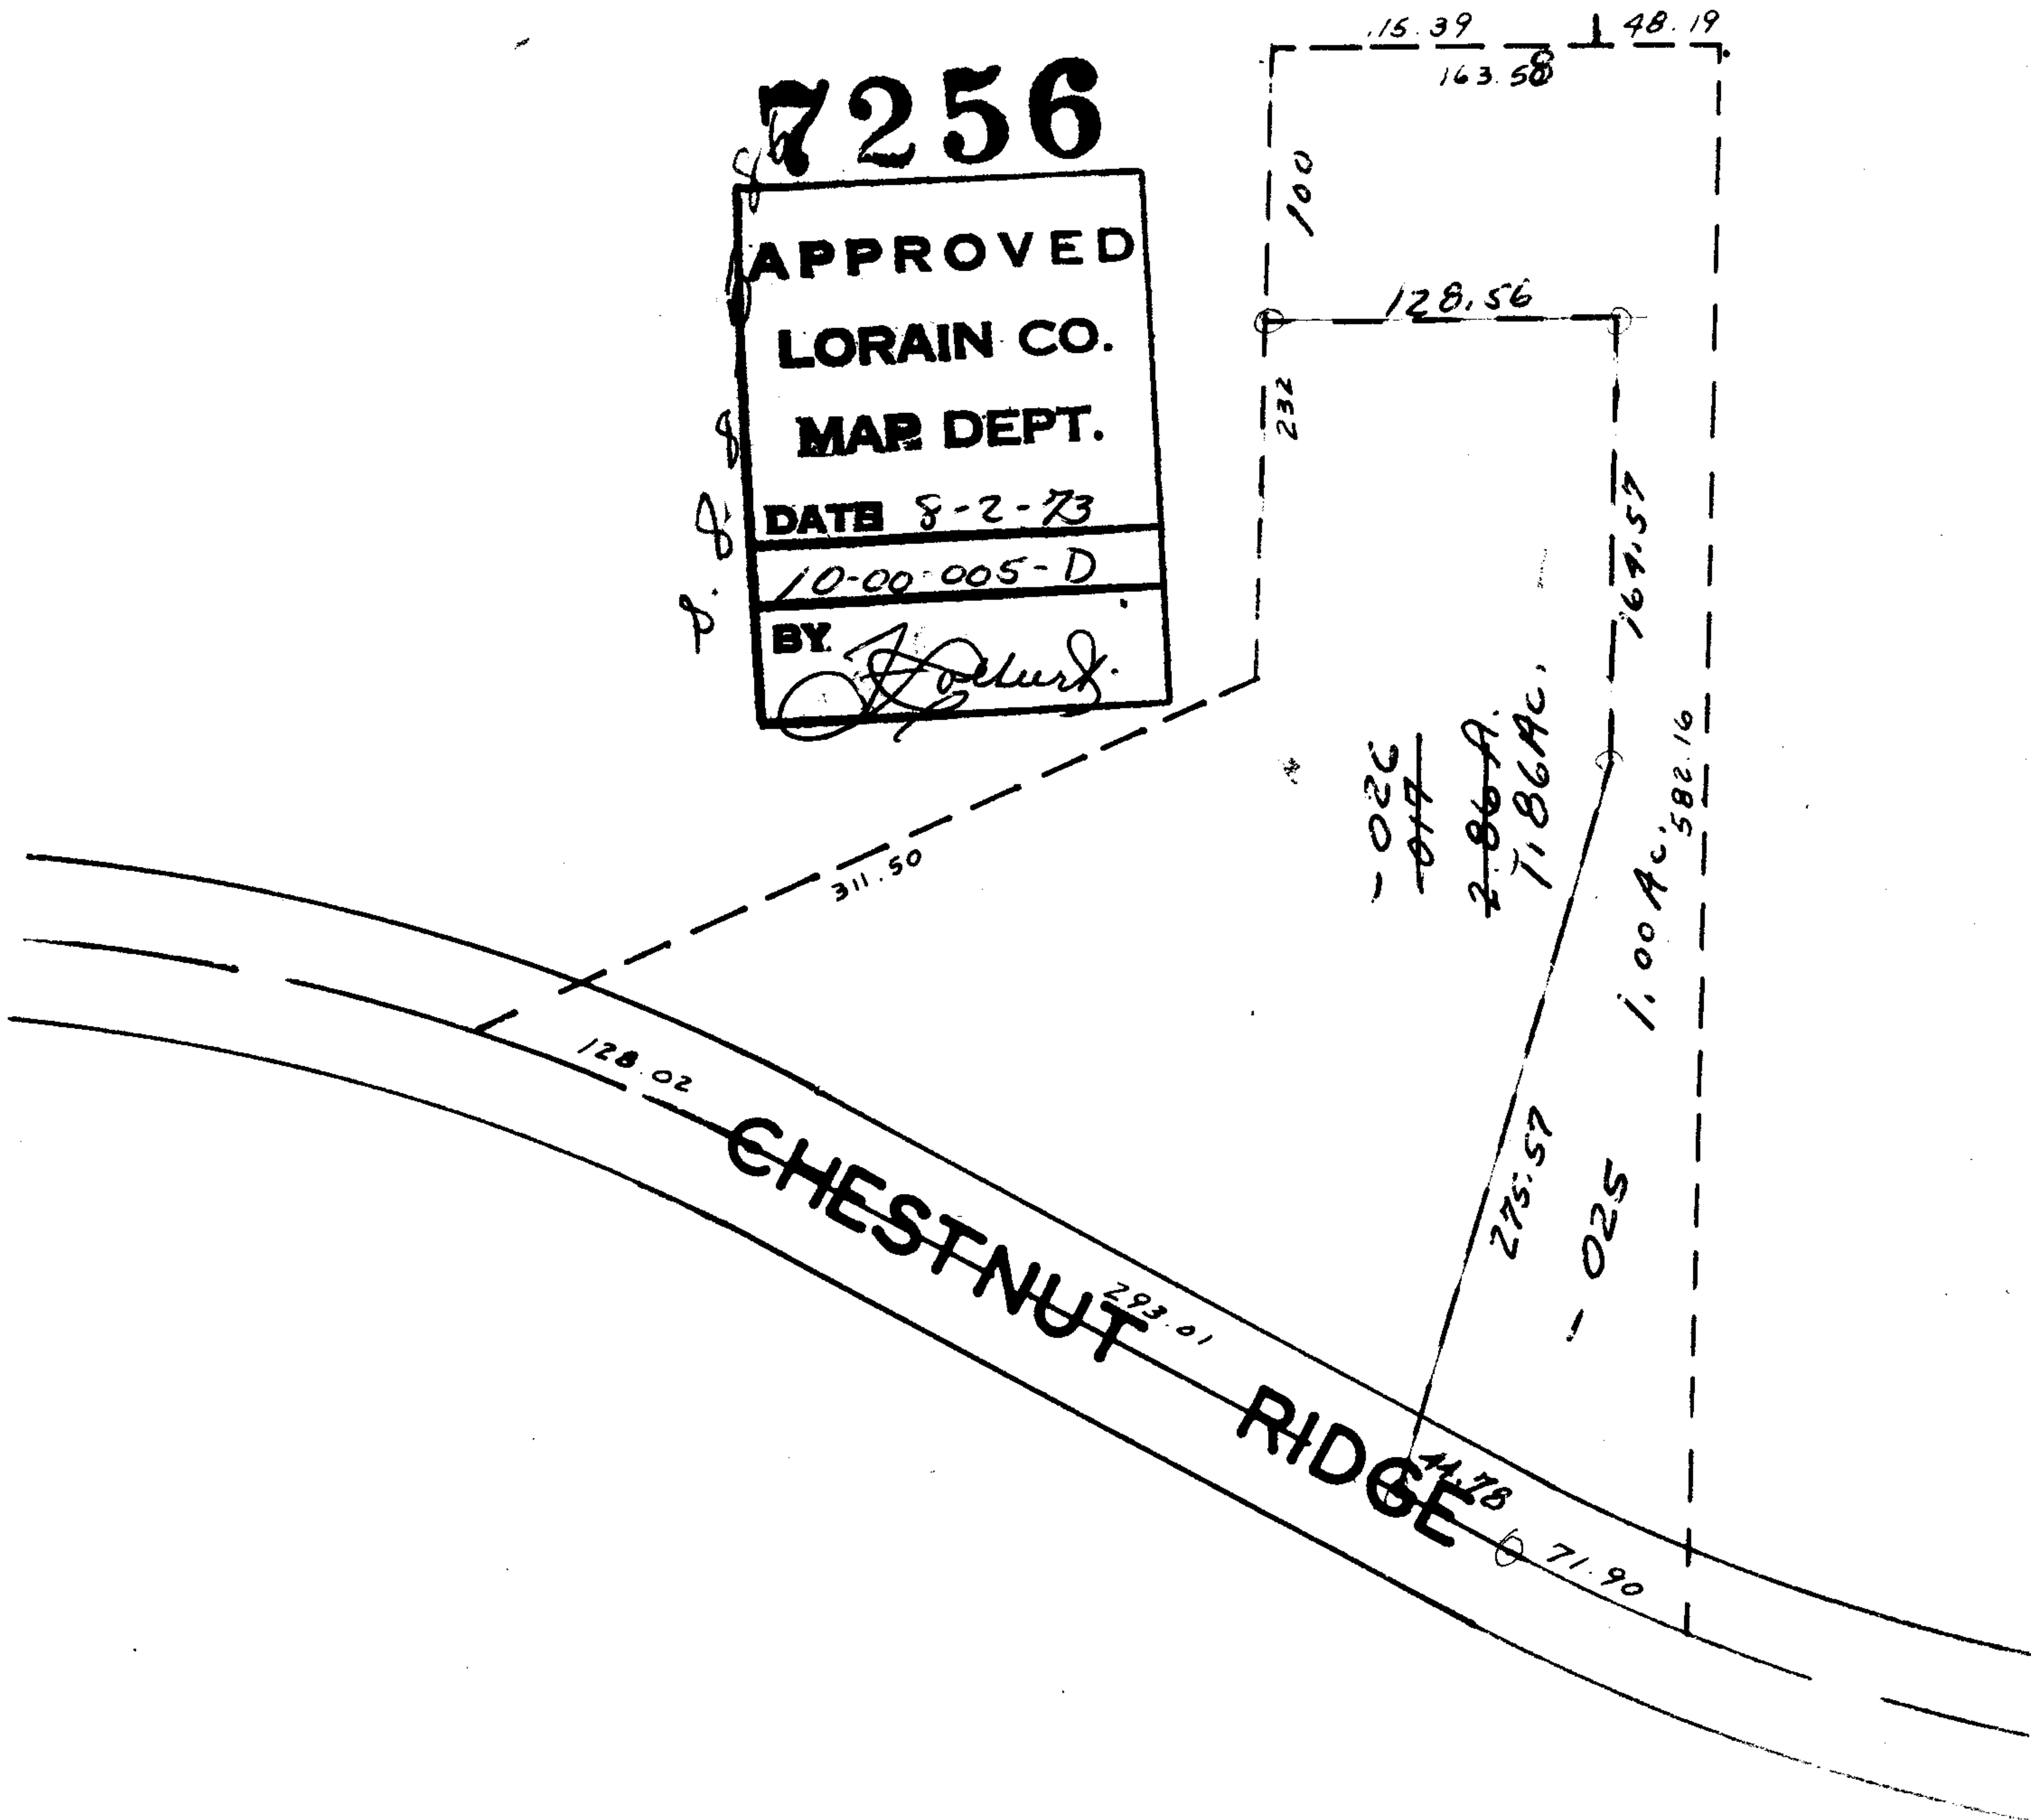 7256
APPROVED
LORAIN CO.
MAP DEPT.
DATE 8-2-73
10-00-005-D
BY
.15.39
48.19
163.58
100
128.56
232
164.57
582.16
-026
017
2.86 A.
1.86 Ac.
1.00 Ac.
311.50
128.02
CHESTNUT RIDGE
293.01
275.57
-025
44.78
71.90